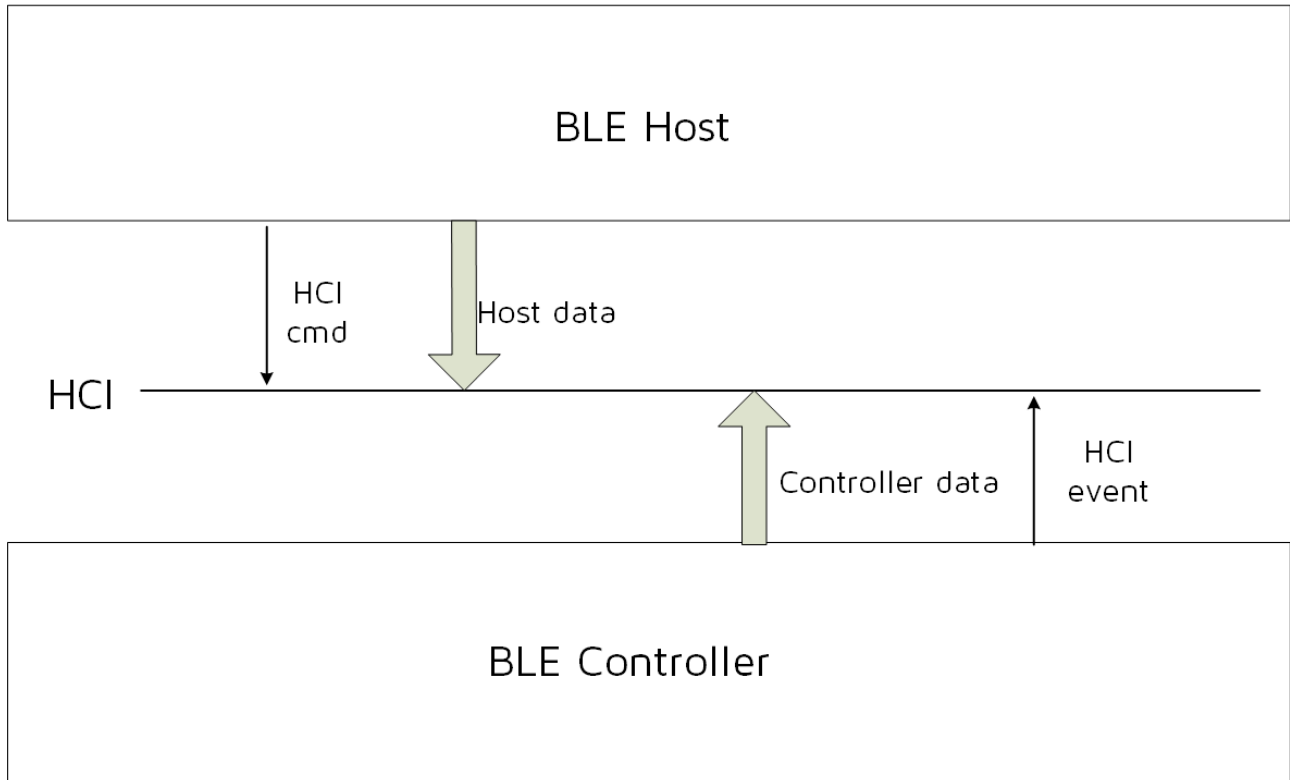 BLE Host
HCI
cmd
Host data
HCI
Controller data
HCI
event
BLE Controller